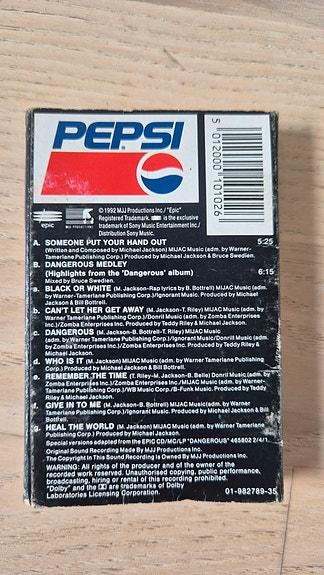 PEPSI
5 012000 101026
epic
MJJ PRODUCTIONS
© 1992 MJJ Productions Inc./"Epic"
Registered Trademark. is the exclusive
trademark of Sony Music Entertainment Inc./
Distribution Sony Music.
A. SOMEONE PUT YOUR HAND OUT 5:25
(Written and Composed by Michael Jackson) MIJAC Music (adm. by Warner-
Tamerlane Publishing Corp.) Produced by Michael Jackson & Bruce Swedien.
B. DANGEROUS MEDLEY
(Highlights from the 'Dangerous' album) 6:15
Mixed by Bruce Swedien.
a. BLACK OR WHITE (M. Jackson-Rap lyrics by B. Bottrell) MIJAC Music (adm.
by Warner-Tamerlane Publishing Corp.)/Ignorant Music. Produced by Michael
Jackson & Bill Bottrell.
b. CAN'T LET HER GET AWAY (M. Jackson-T. Riley) MIJAC Music (adm. by
Warner Tamerlane Publishing Corp.)/Donril Music (adm. by Zomba Enterprises
Inc.)/Zomba Enterprises Inc. Produced by Teddy Riley & Michael Jackson.
c. DANGEROUS (M. Jackson-B. Bottrell-T. Riley) MIJAC Music
(adm. by Warner-Tamerlane Publishing Corp.)/Ignorant Music/Donril Music (adm.
by Zomba Enterprises Inc.)/Zomba Enterprises Inc. Produced by Teddy Riley &
Michael Jackson.
d. WHO IS IT (M. Jackson) MIJAC Music (adm. by Warner-Tamerlane Publishing
Corp.) Produced by Michael Jackson & Bill Bottrell.
e. REMEMBER THE TIME (T. Riley-M. Jackson-B. Belle) Donril Music (adm. by
Zomba Enterprises Inc.)/Zomba Enterprises Inc./MIJAC Music (adm. by Warner-
Tamerlane Publishing Corp.)/WB Music Corp./B-Funk Music. Produced by Teddy
Riley & Michael Jackson.
f. GIVE IN TO ME (M. Jackson-B. Bottrell) MIJAC Music (adm. by Warner-
Tamerlane Publishing Corp.)/Ignorant Music. Produced by Michael Jackson & Bill
Bottrell.
g. HEAL THE WORLD (M. Jackson) MIJAC Music (adm. by Warner-Tamerlane
Publishing Corp.) Produced by Michael Jackson & Bruce Swedien.
Special versions adapted from the EPIC CD/MC/LP "DANGEROUS" 465802 2/4/1.
Original Sound Recording Made By MJJ Productions Inc.
The Copyright In This Sound Recording Is Owned By MJJ Productions Inc.
WARNING: All rights of the producer and of the owner of the
recorded work reserved. Unauthorised copying, public performance,
broadcasting, hiring or rental of this recording prohibited.
"Dolby" and the are trademarks of Dolby
Laboratories Licensing Corporation. 01-982789-35